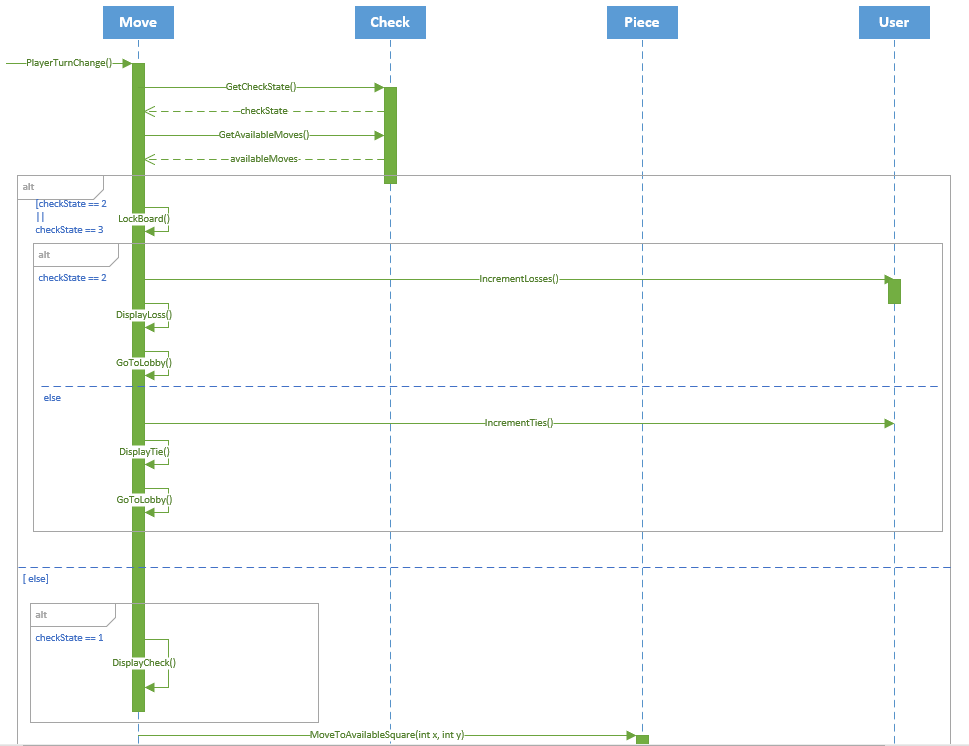 Move
Check
Piece
User
PlayerTurnChange()
GetCheckState()
checkState
GetAvailableMoves()
availableMoves
alt
[checkState == 2
||
checkState == 3
LockBoard()
alt
checkState == 2
IncrementLosses()
DisplayLoss()
GoToLobby()
else
IncrementTies()
DisplayTie()
GoToLobby()
[ else]
alt
checkState == 1
DisplayCheck()
MoveToAvailableSquare(int x, int y)